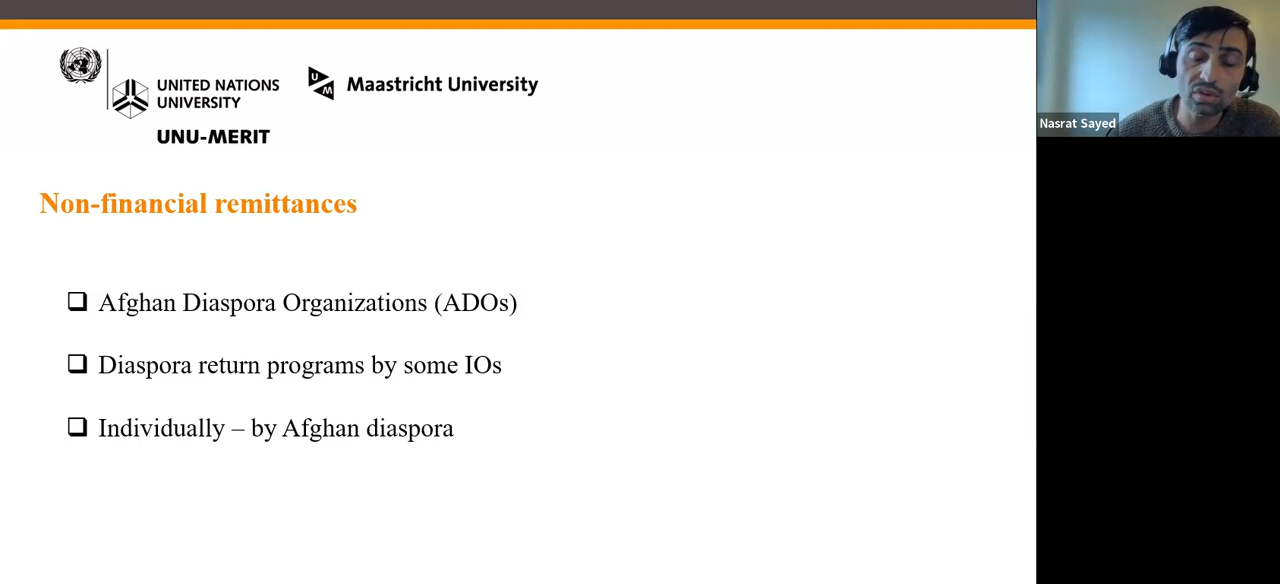 UNITED NATIONS
UNIVERSITY
UNU-MERIT
U
M
Maastricht University
Nasrat Sayed
Non-financial remittances
❑ Afghan Diaspora Organizations (ADOs)
❑ Diaspora return programs by some IOs
❑ Individually – by Afghan diaspora